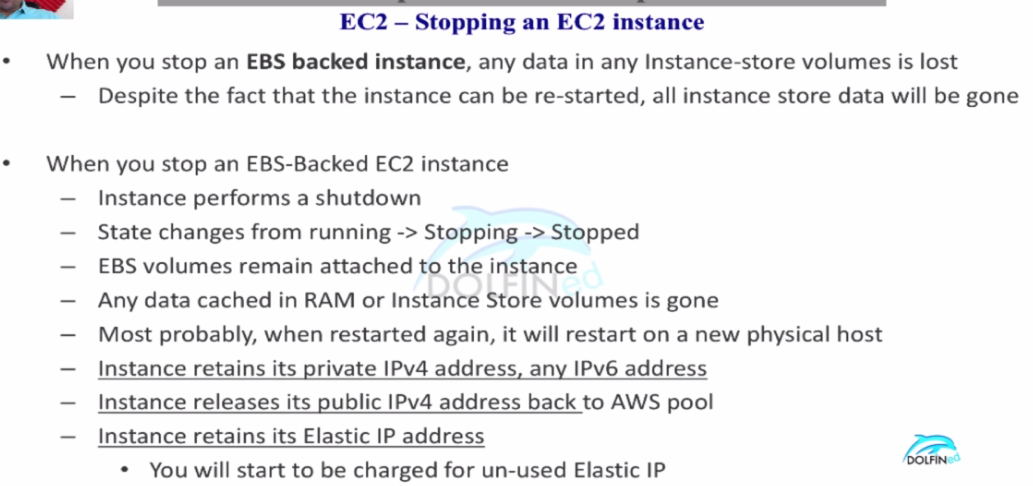 EC2 – Stopping an EC2 instance
• When you stop an EBS backed instance, any data in any Instance-store volumes is lost
– Despite the fact that the instance can be re-started, all instance store data will be gone
• When you stop an EBS-Backed EC2 instance
– Instance performs a shutdown
– State changes from running -> Stopping -> Stopped
– EBS volumes remain attached to the instance
– Any data cached in RAM or Instance Store volumes is gone
– Most probably, when restarted again, it will restart on a new physical host
– Instance retains its private IPv4 address, any IPv6 address
– Instance releases its public IPv4 address back to AWS pool
– Instance retains its Elastic IP address
• You will start to be charged for un-used Elastic IP
DOLFINed
DOLFINed